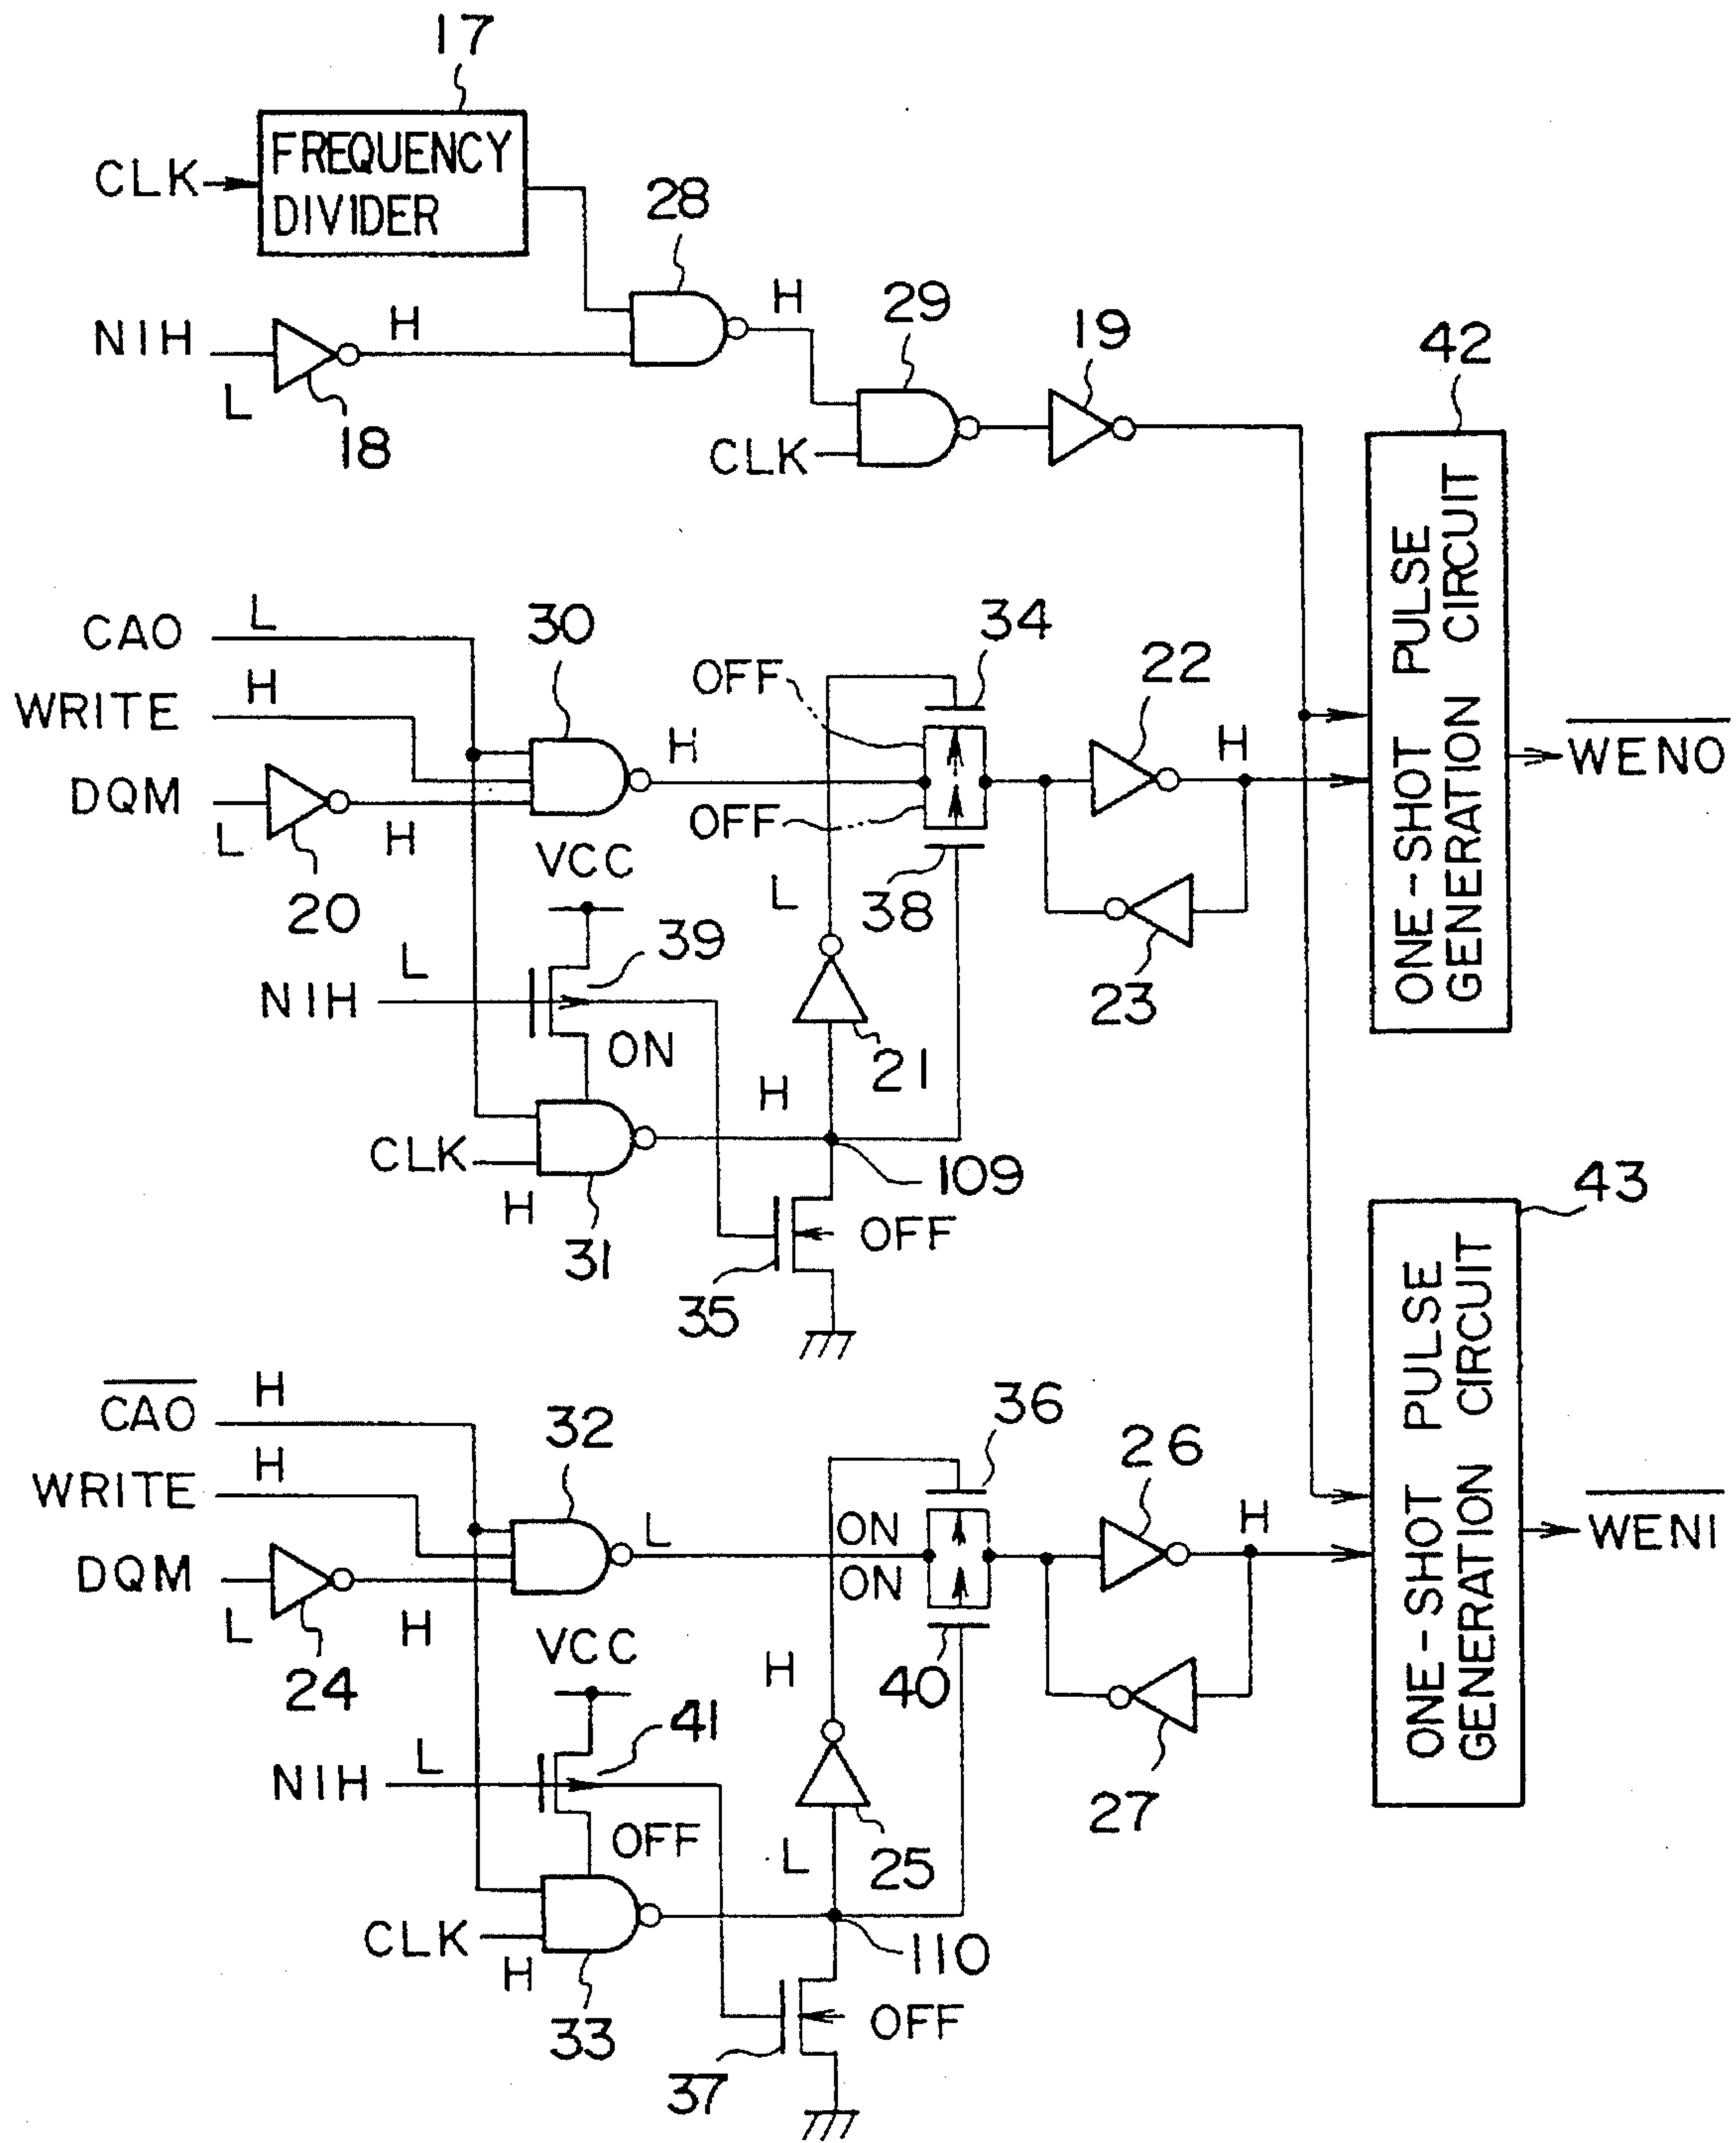 17
FREQUENCY
DIVIDER
CLK
28
H
29
19
42
NIH
H
L
18
CLK
CAO
L
30
34
WRITE
H
OFF
22
H
H
WENO
DQM
L
H
OFF
20
VCC
L
38
39
23
NIH
L
ON
21
H
CLK
109
H
OFF
31
35
ONE-SHOT PULSE
GENERATION CIRCUIT
43
CAO
H
32
36
WRITE
H
26
L
ON
H
WENI
DQM
ON
L
H
24
VCC
H
40
41
NIH
L
27
OFF
L
25
CLK
110
H
OFF
33
37
ONE-SHOT PULSE
GENERATION CIRCUIT